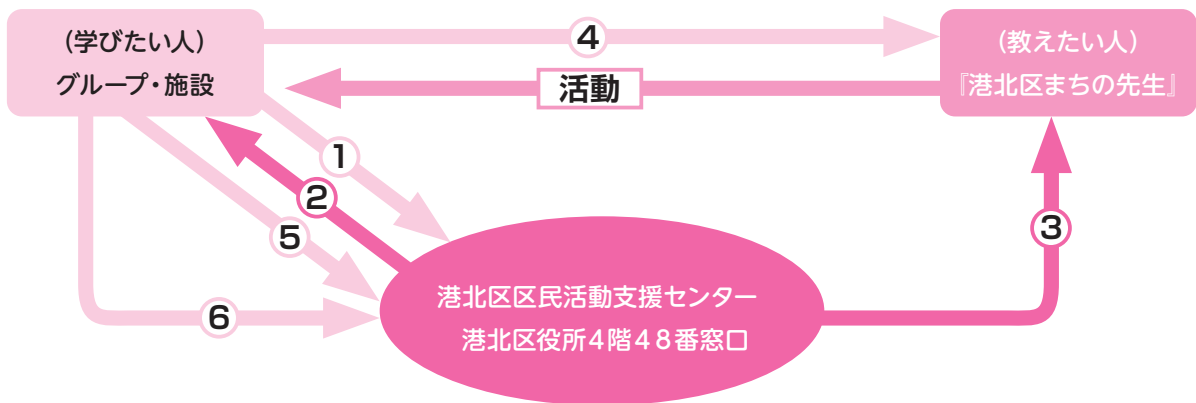 (学びたい人)
グループ・施設
④
(教えたい人)
『港北区まちの先生』
活動
①
②
⑤
③
⑥
港北区区民活動支援センター
港北区役所4階48番窓口